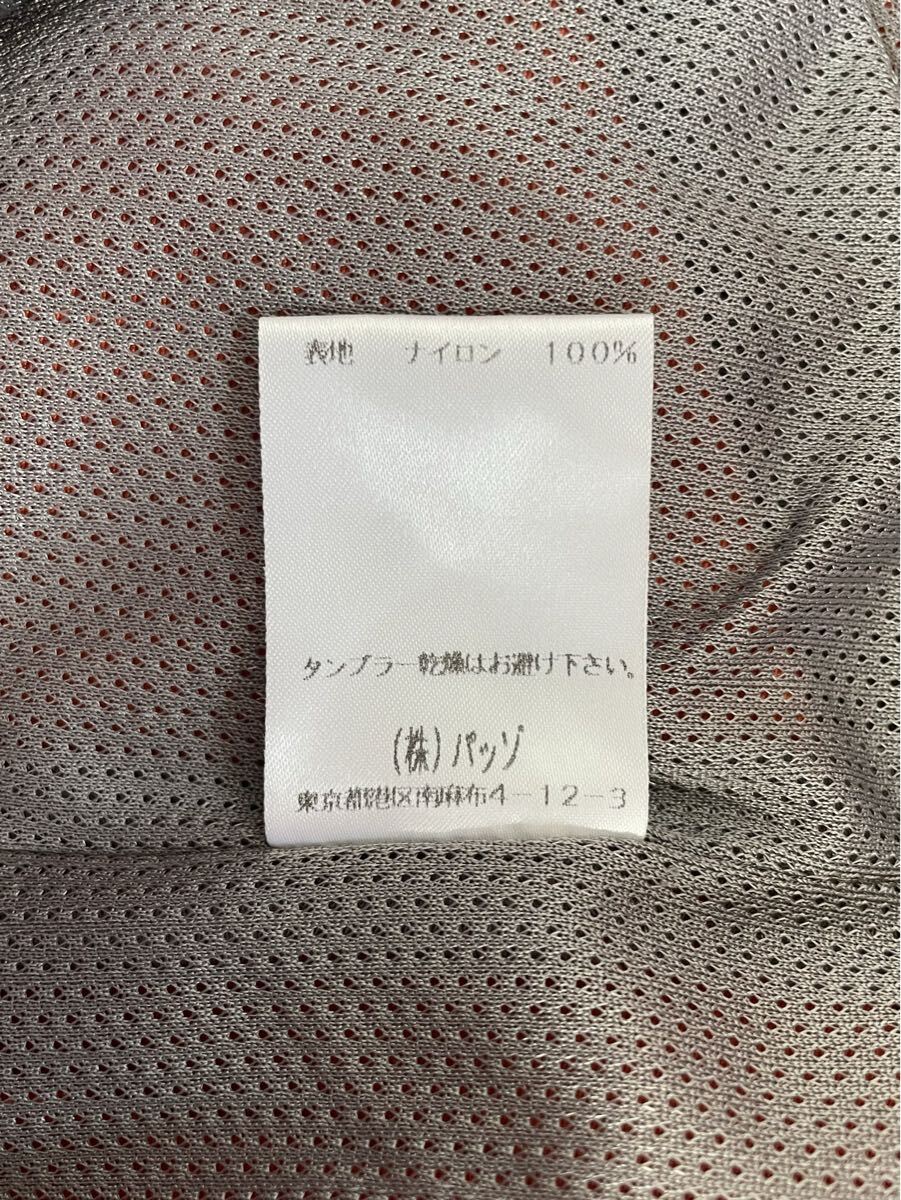 表地 ナイロン 100%
タンブラー乾燥はお避け下さい。
(株)パッゾ
東京都港区南麻布4-12-3